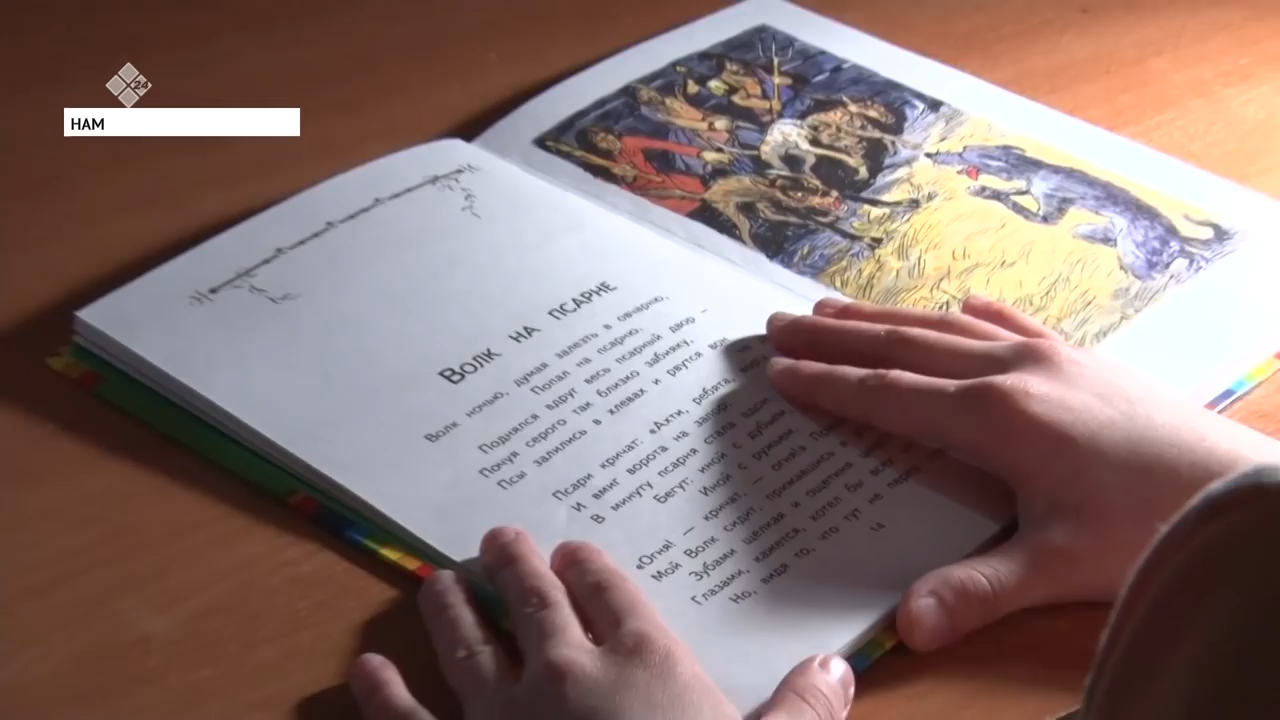 24
НАМ
ВОЛК НА ПСАРНЕ
Волк ночью, думая залезть в овчарню,
Попал на псарню.
Поднялся вдруг весь псарный двор –
Почуя серого так близко забияку,
Псы залились в хлевах и рвутся вон
Псари кричат: «Ахти, ребята,
И вмиг ворота на запор;
В минуту псарня стала
Бегут: иной с дубьем
Иной с ружьем.
«Огня! – кричат. – огня!»
Мой Волк сидит, прижавшись в
Зубами щёлкая и ощетиня
Глазами, кажется, хотел бы
Но, видя то, что тут не
14